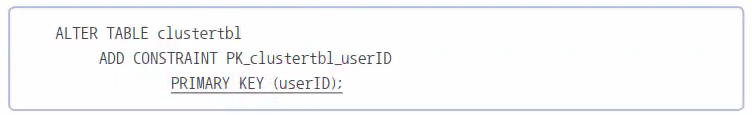 ALTER TABLE clustertbl
ADD CONSTRAINT PK_clustertbl_userID
PRIMARY KEY (userID);